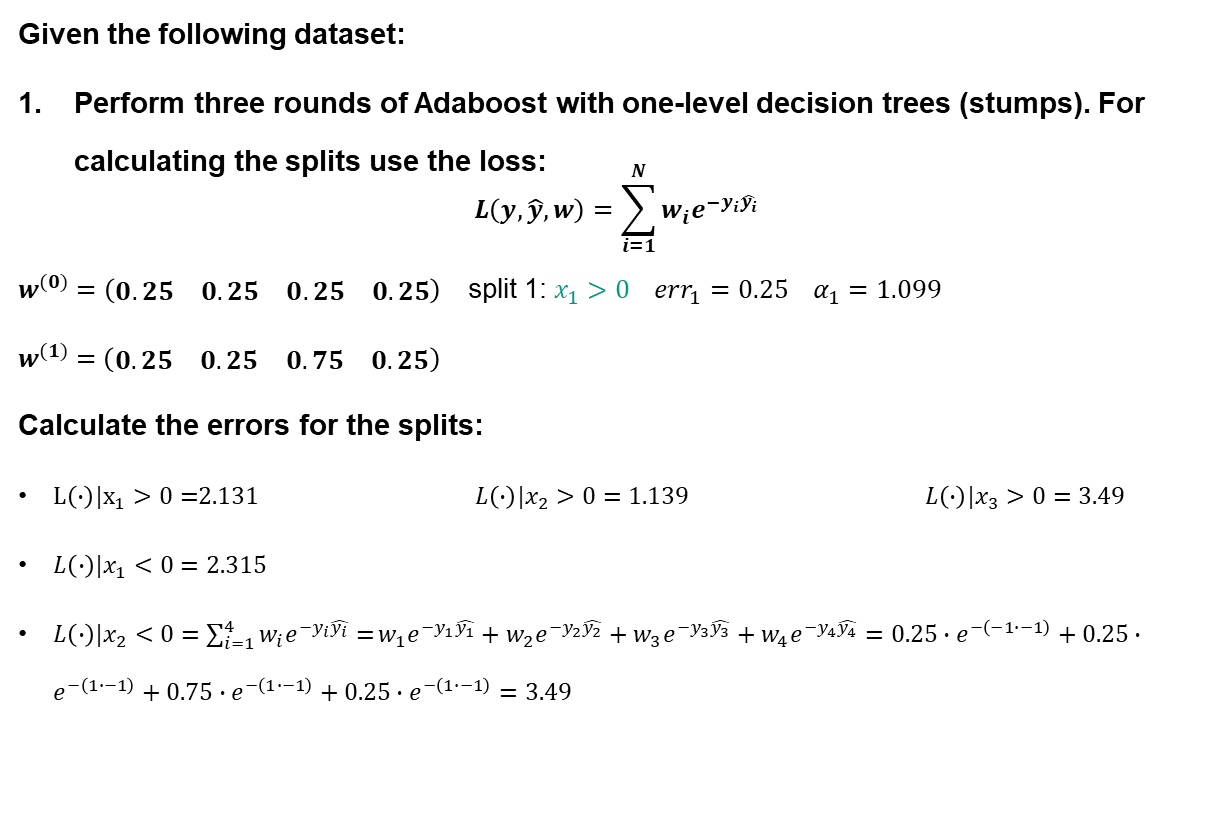 Given the following dataset:
1. Perform three rounds of Adaboost with one-level decision trees (stumps). For
calculating the splits use the loss:
L(y, ŷ, w) = ∑_{i=1}^{N} w_i e^{−y_i ŷ_i}
w^{(0)} = (0.25 0.25 0.25 0.25) split 1: x₁ > 0 err₁ = 0.25 α₁ = 1.099
w^{(1)} = (0.25 0.25 0.75 0.25)
Calculate the errors for the splits:
• L(·)|x₁ > 0 =2.131 L(·)|x₂ > 0 = 1.139 L(·)|x₃ > 0 = 3.49
• L(·)|x₁ < 0 = 2.315
• L(·)|x₂ < 0 = ∑_{i=1}^{4} w_i e^{−y_i ŷ_i} = w₁e^{−y₁ŷ₁} + w₂e^{−y₂ŷ₂} + w₃e^{−y₃ŷ₃} + w₄e^{−y₄ŷ₄} = 0.25 · e^{−(−1·−1)} + 0.25 ·
e^{−(1·−1)} + 0.75 · e^{−(1·−1)} + 0.25 · e^{−(1·−1)} = 3.49